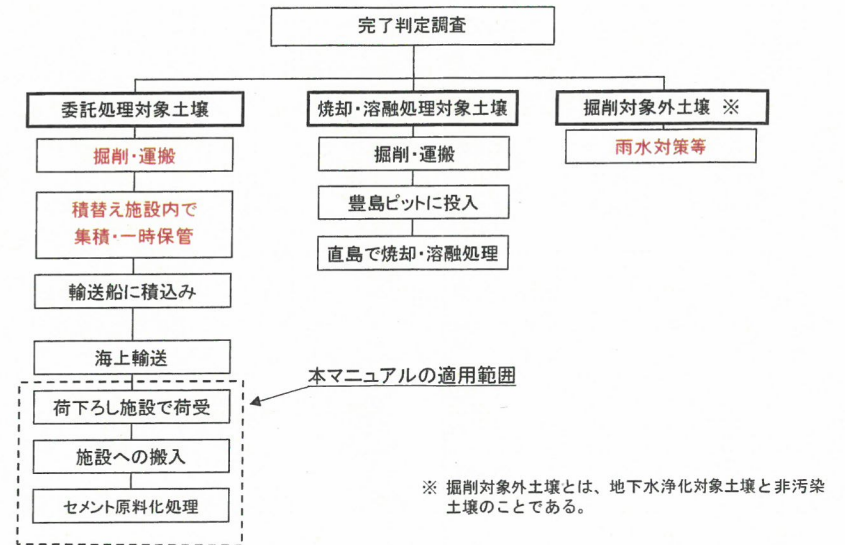 完了判定調査
委託処理対象土壌
掘削・運搬
積替え施設内で
集積・一時保管
輸送船に積込み
海上輸送
荷下ろし施設で荷受
施設への搬入
セメント原料化処理
焼却・溶融処理対象土壌
掘削・運搬
豊島ピットに投入
直島で焼却・溶融処理
掘削対象外土壌 ※
雨水対策等
本マニュアルの適用範囲
※ 掘削対象外土壌とは、地下水浄化対象土壌と非汚染
土壌のことである。